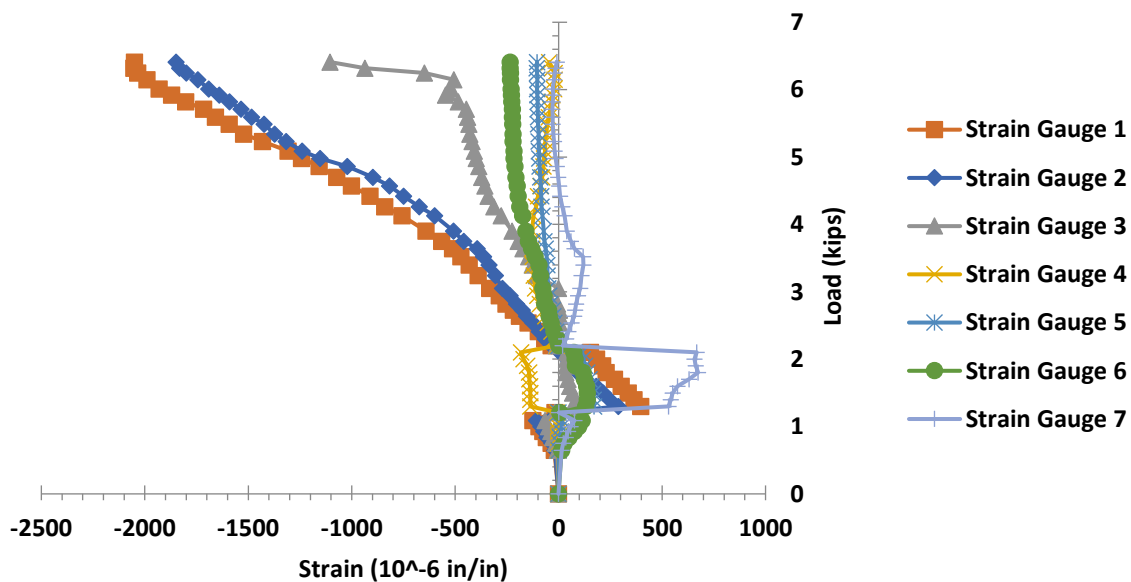 7
6
5
4
3
2
1
0
Load (kips)
-2500 -2000 -1500 -1000 -500 0 500 1000
Strain (10^-6 in/in)
Strain Gauge 1
Strain Gauge 2
Strain Gauge 3
Strain Gauge 4
Strain Gauge 5
Strain Gauge 6
Strain Gauge 7